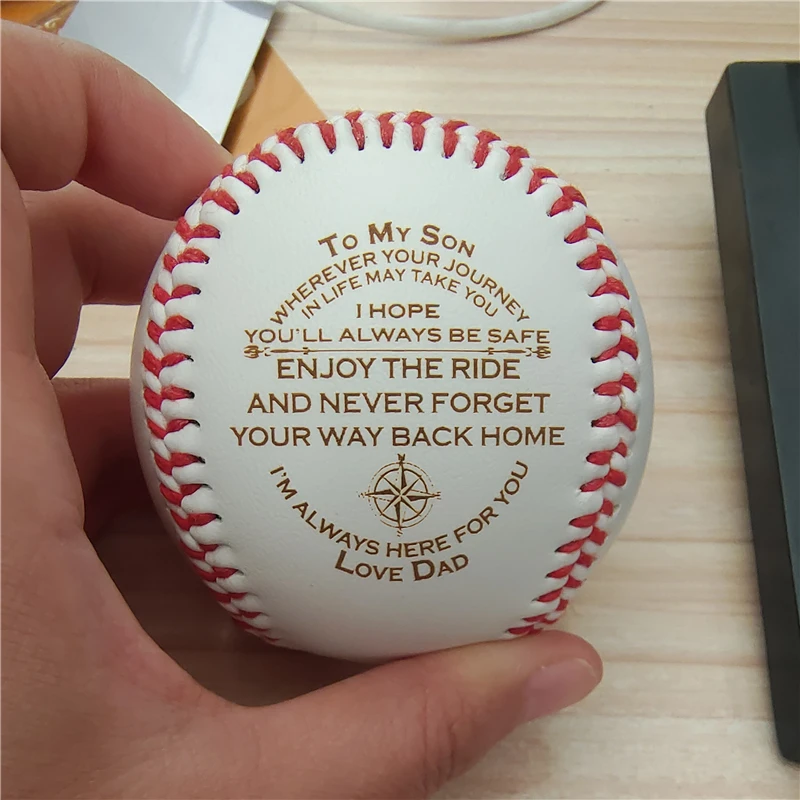 To My Son
WHEREVER YOUR JOURNEY
IN LIFE MAY TAKE YOU
I HOPE
YOU'LL ALWAYS BE SAFE
ENJOY THE RIDE
AND NEVER FORGET
YOUR WAY BACK HOME
I'M ALWAYS HERE FOR YOU
Love Dad